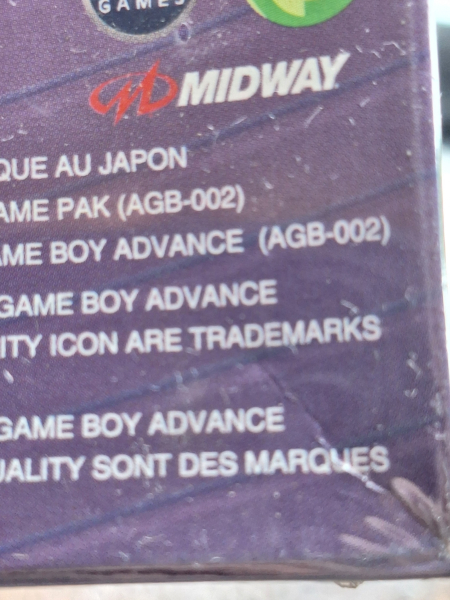 GAMES
MIDWAY
QUE AU JAPON
AME PAK (AGB-002)
AME BOY ADVANCE (AGB-002)
GAME BOY ADVANCE
ITY ICON ARE TRADEMARKS
GAME BOY ADVANCE
UALITY SONT DES MARQUES